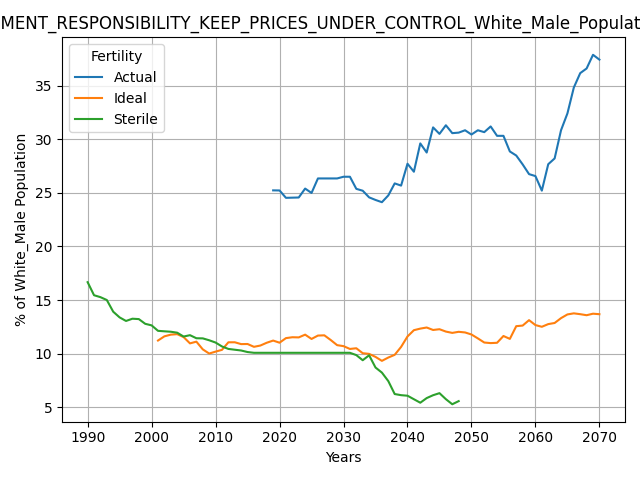 MENT_RESPONSIBILITY_KEEP_PRICES_UNDER_CONTROL_White_Male_Populat
Fertility
Actual
Ideal
Sterile
% of White_Male Population
35
30
25
20
15
10
5
1990 2000 2010 2020 2030 2040 2050 2060 2070
Years